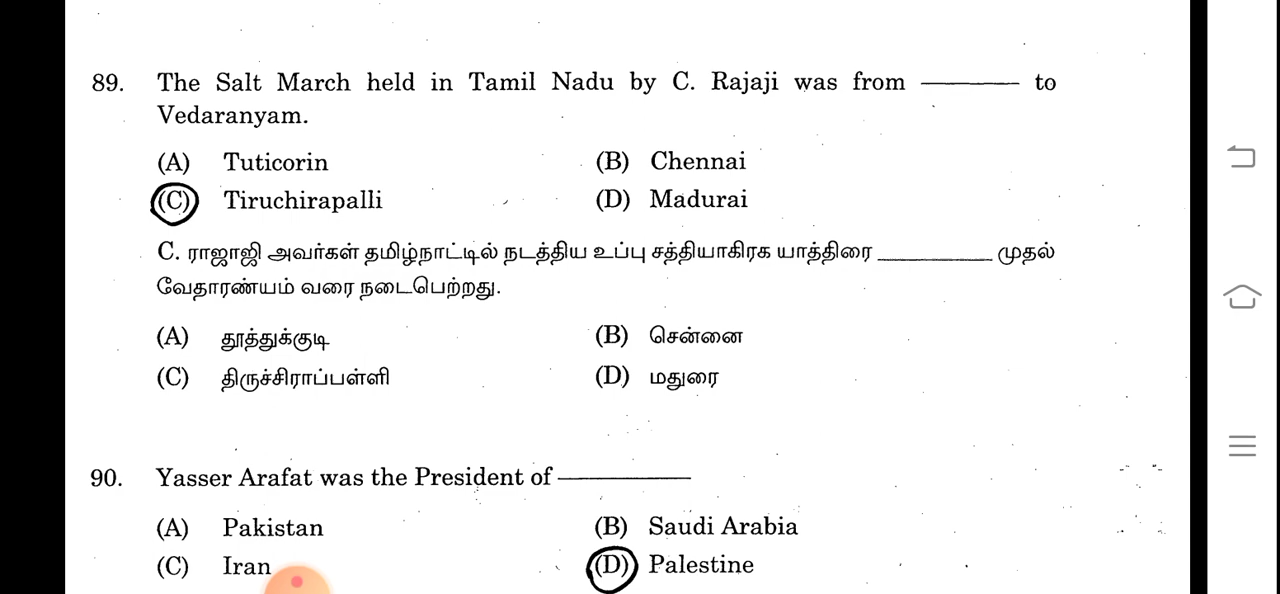 89. The Salt March held in Tamil Nadu by C. Rajaji was from ———— to
Vedaranyam.
(A) Tuticorin (B) Chennai
(C) Tiruchirapalli (D) Madurai
C. ராஜாஜி அவர்கள் தமிழ்நாட்டில் நடத்திய உப்பு சத்தியாகிரக யாத்திரை __________ முதல்
வேதாரண்யம் வரை நடைபெற்றது.
(A) தூத்துக்குடி (B) சென்னை
(C) திருச்சிராப்பள்ளி (D) மதுரை
90. Yasser Arafat was the President of ————
(A) Pakistan (B) Saudi Arabia
(C) Iran (D) Palestine